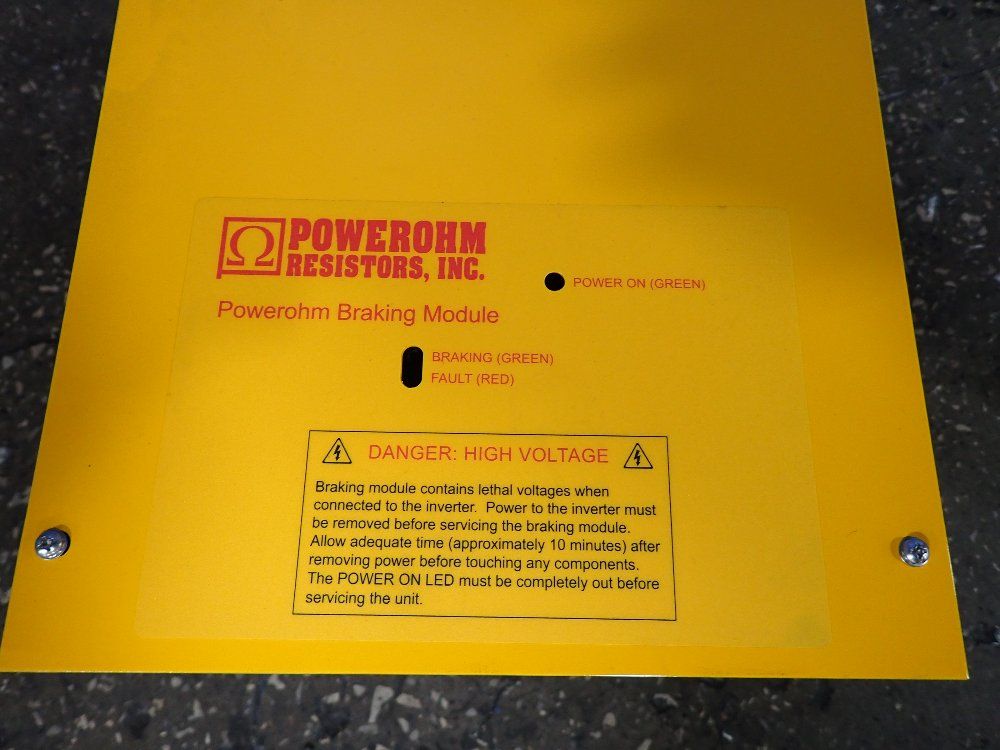 Ω
POWEROHM
RESISTORS, INC.
POWER ON (GREEN)
Powerohm Braking Module
BRAKING (GREEN)
FAULT (RED)
DANGER: HIGH VOLTAGE
Braking module contains lethal voltages when
connected to the inverter. Power to the inverter must
be removed before servicing the braking module.
Allow adequate time (approximately 10 minutes) after
removing power before touching any components.
The POWER ON LED must be completely out before
servicing the unit.